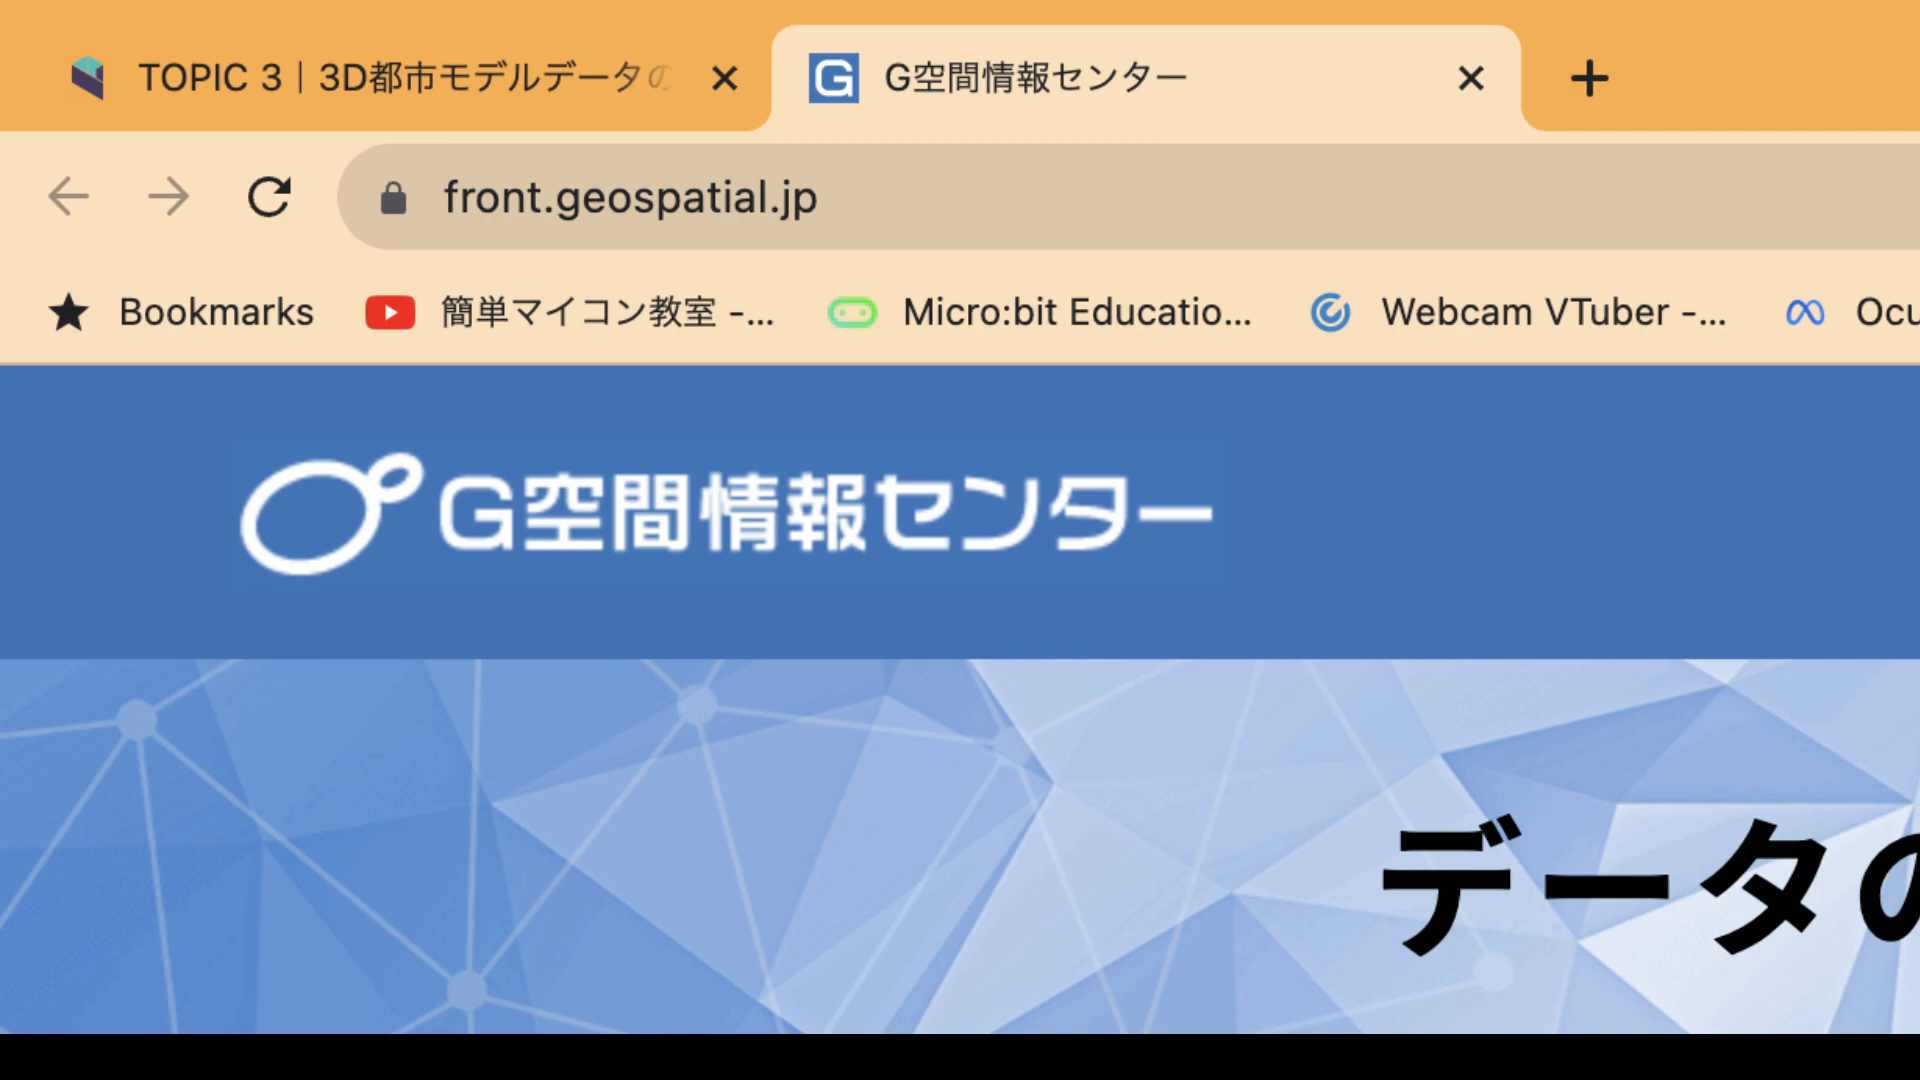 TOPIC 3｜3D都市モデルデータの
G空間情報センター
front.geospatial.jp
Bookmarks
簡単マイコン教室 -...
Micro:bit Educatio...
Webcam VTuber -...
Ocu
G空間情報センター
データの